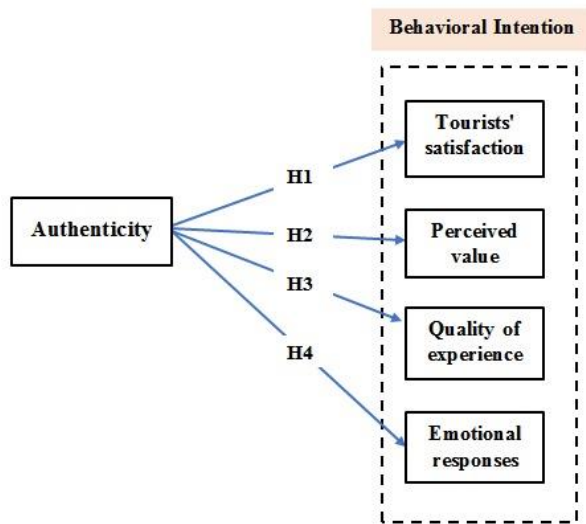 Behavioral Intention
Tourists'
satisfaction
H1
Authenticity
H2
Perceived
value
H3
Quality of
experience
H4
Emotional
responses